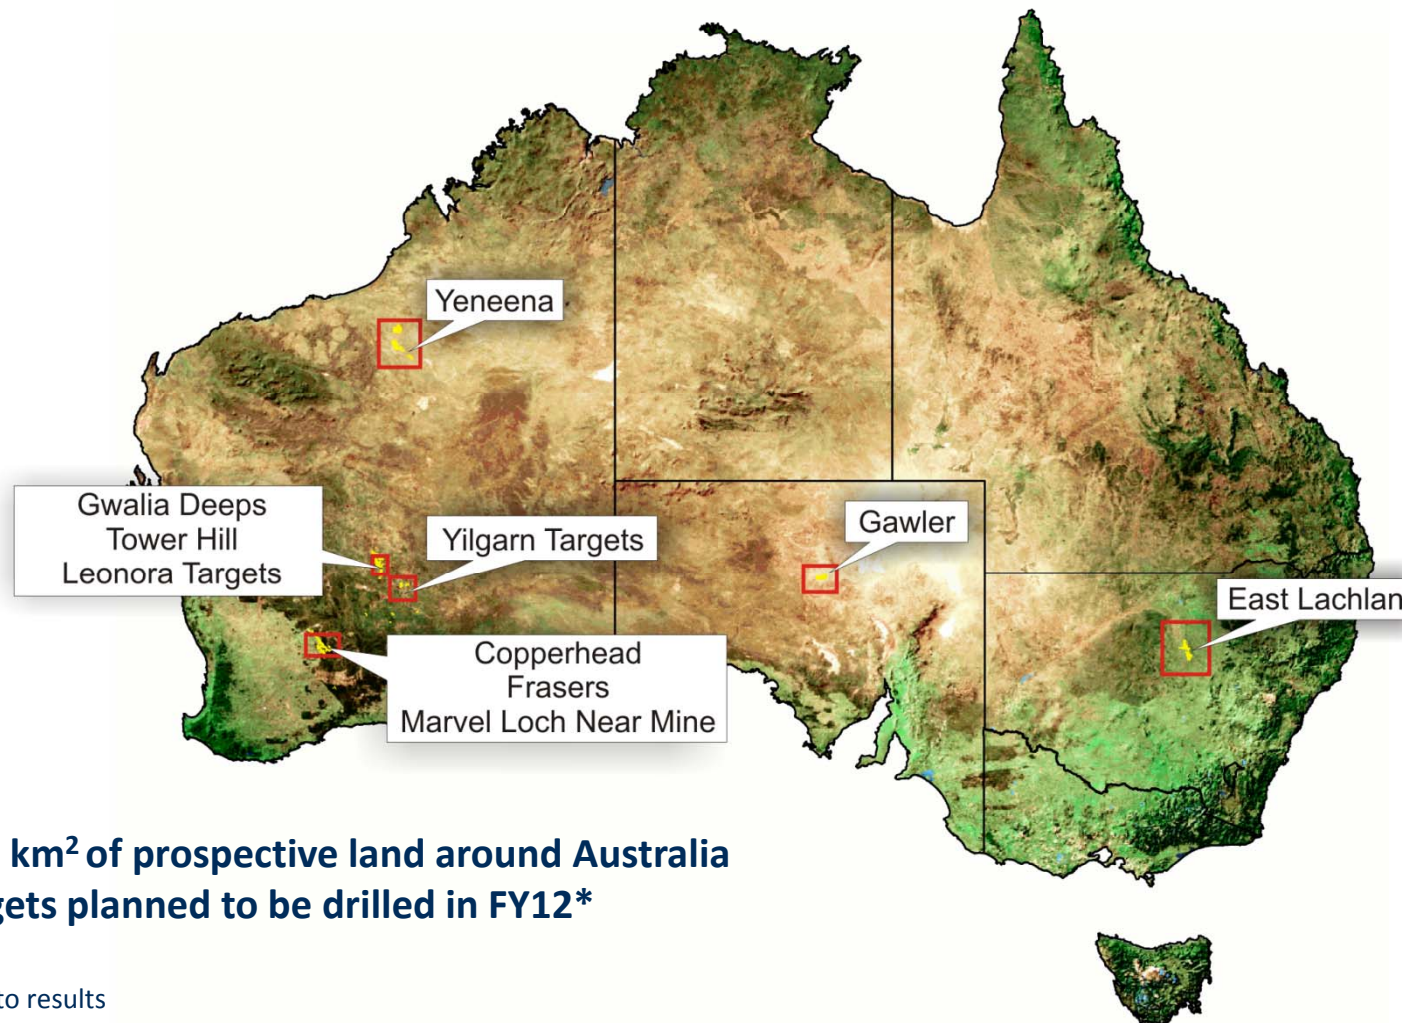 Yeneena
Gwalia Deeps
Tower Hill
Leonora Targets
Yilgarn Targets
Gawler
East Lachlan
Copperhead
Frasers
Marvel Loch Near Mine
km² of prospective land around Australia
planned to be drilled in FY12*
to results